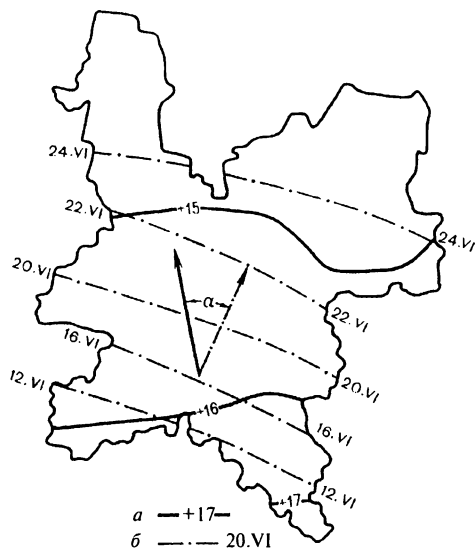 24.VI
22.VI
+15
24.VI
20.VI
α
22.VI
16.VI
20.VI
12.VI
+16
16.VI
12.VI
+17
а +17
б 20.VI